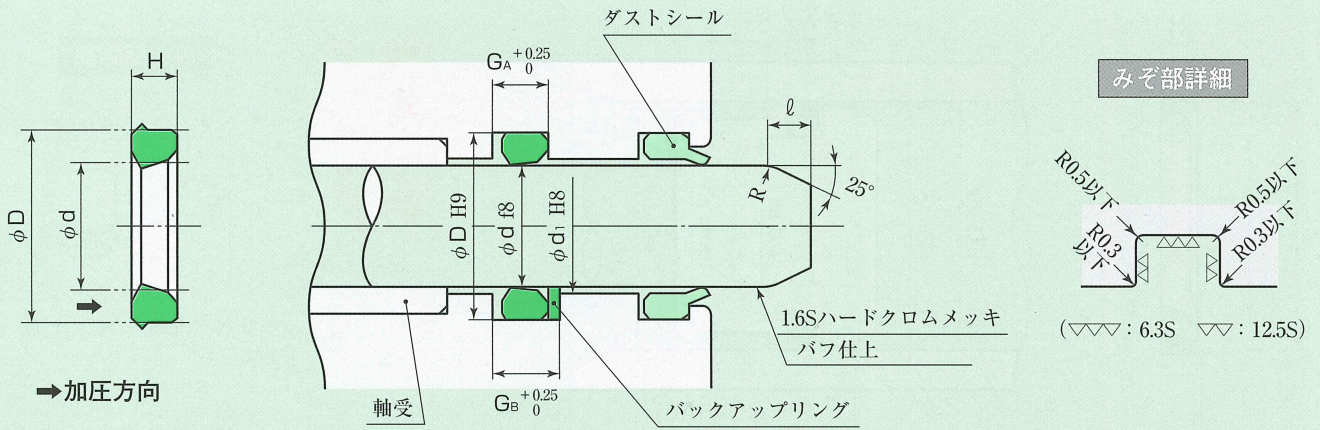 H
φD
φd
➡加圧方向
ダストシール
GA +0.25 0
φD H9
φd f8
φd1 H8
ℓ
R
25°
1.6Sハードクロムメッキ
バフ仕上
GB +0.25 0
軸受
バックアップリング
みぞ部詳細
R0.5以下
R0.5以下
R0.3
以下
R0.3以下
(▽▽▽: 6.3S ▽▽: 12.5S)